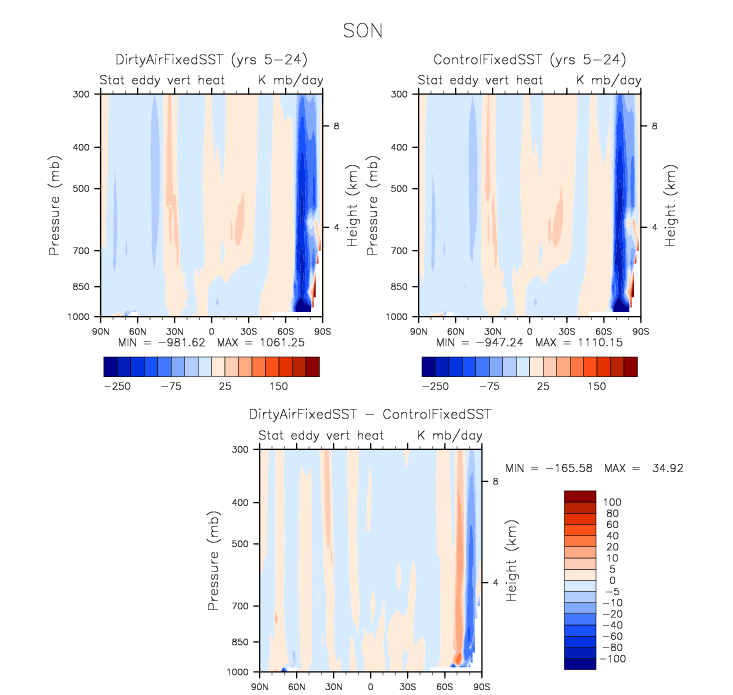 SON
DirtyAirFixedSST (yrs 5-24)
ControlFixedSST (yrs 5-24)
Stat eddy vert heat K mb/day
Stat eddy vert heat K mb/day
300
400
500
700
850
1000
Pressure (mb)
8
4
Height (km)
90N 60N 30N 0 30S 60S 90S
MIN = -981.62 MAX = 1061.25
-250 -75 25 150
300
400
500
700
850
1000
Pressure (mb)
8
4
Height (km)
90N 60N 30N 0 30S 60S 90S
MIN = -947.24 MAX = 1110.15
-250 -75 25 150
DirtyAirFixedSST - ControlFixedSST
Stat eddy vert heat K mb/day
300
400
500
700
850
1000
Pressure (mb)
8
4
Height (km)
90N 60N 30N 0 30S 60S 90S
MIN = -165.58 MAX = 34.92
100
80
60
40
20
10
5
0
-5
-10
-20
-40
-60
-80
-100